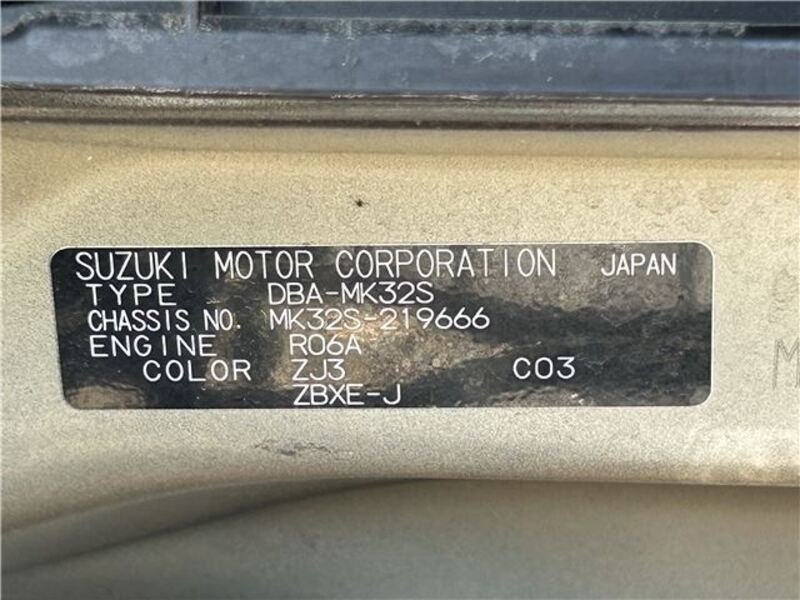 SUZUKI MOTOR CORPORATION JAPAN
TYPE DBA-MK32S
CHASSIS NO. MK32S-219666
ENGINE R06A
COLOR ZJ3 C03
ZBXE-J
M